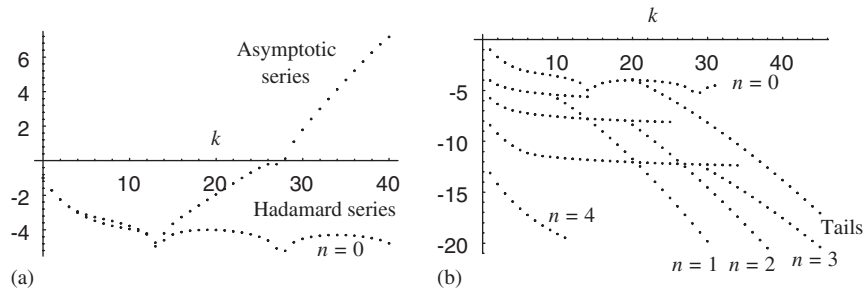 k
6
4
2
-2
-4
Asymptotic
series
k
10
20
30
40
Hadamard series
n = 0
(a)
-5
-10
-15
-20
10
20
30
40
n = 0
n = 4
Tails
n = 1
n = 2
n = 3
(b)